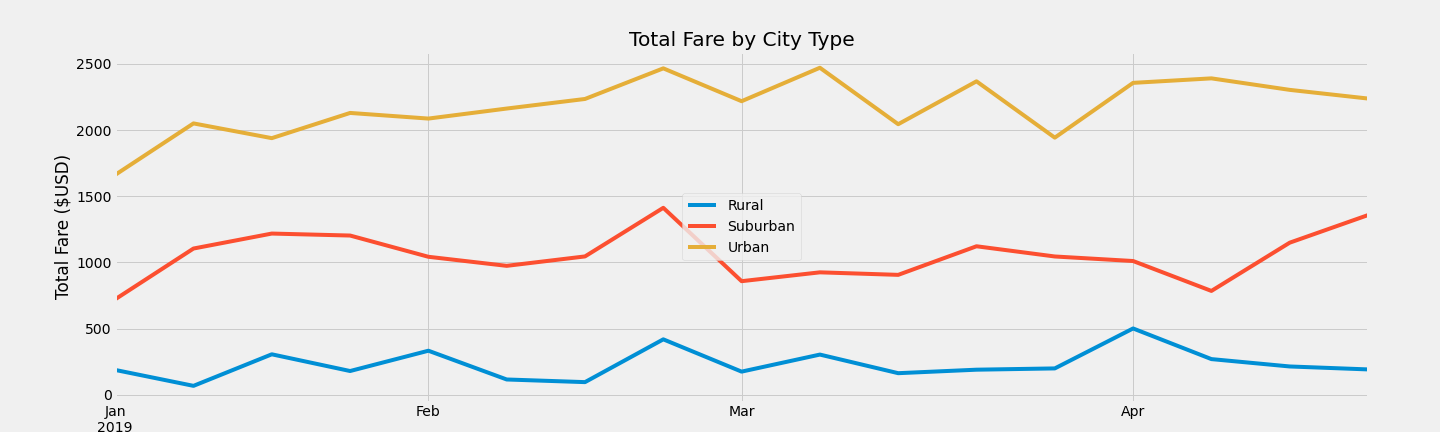 Total Fare by City Type
Total Fare ($USD)
2500
2000
1500
1000
500
0
Rural
Suburban
Urban
Jan
2019
Feb
Mar
Apr